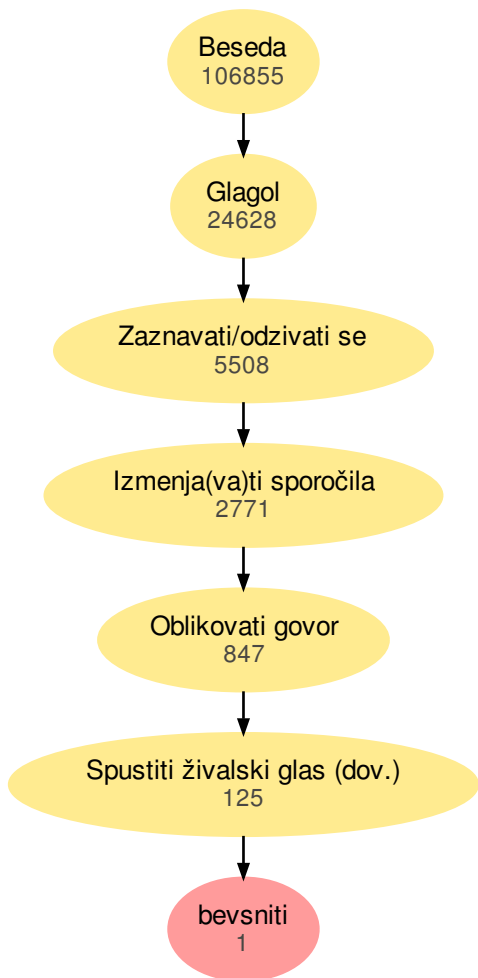 Beseda
106855
Glagol
24628
Zaznavati/odzivati se
5508
Izmenja(va)ti sporočila
2771
Oblikovati govor
847
Spustiti živalski glas (dov.)
125
bevsniti
1